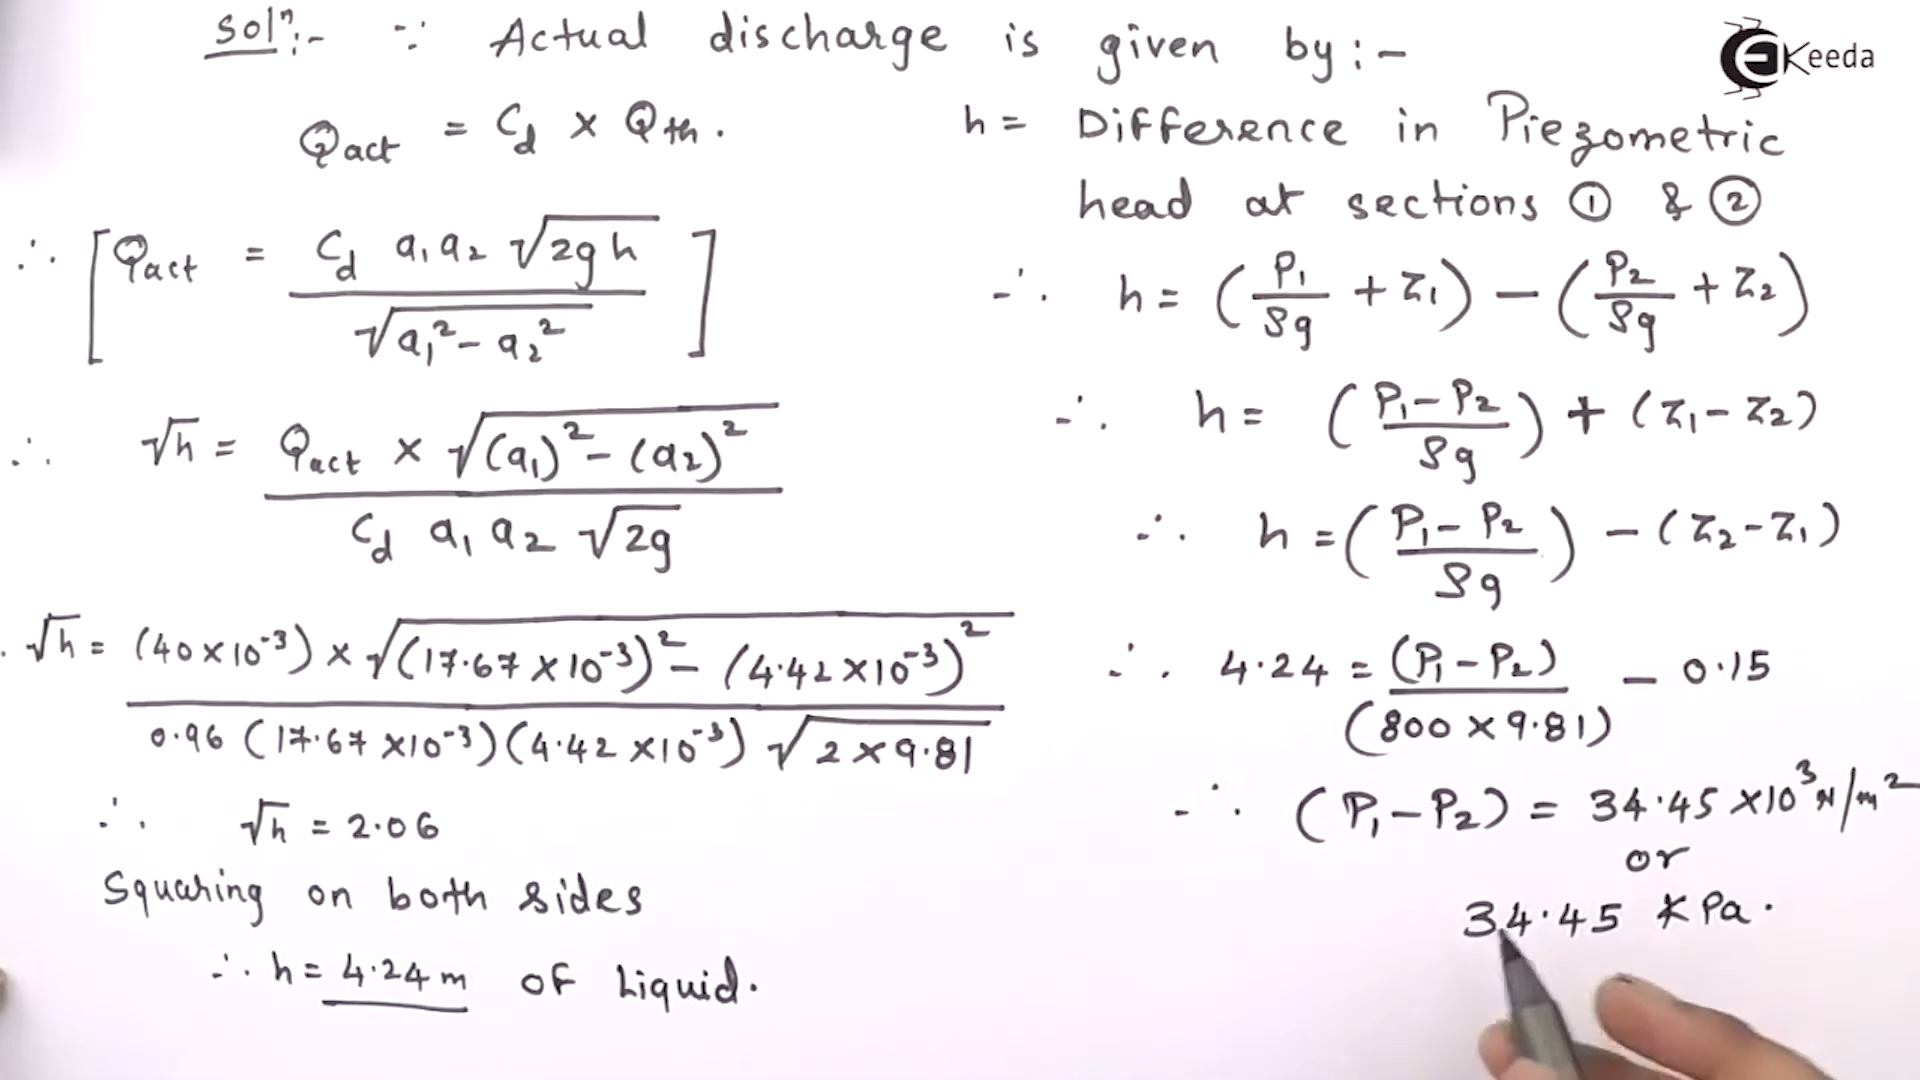 Solⁿ:- ∵ Actual discharge is given by:-
Qact = Cd × Qth.
∴ [Qact = Cd a₁a₂ √2gh / √a₁²-a₂²]
∴ √h = Qact × √(a₁)²-(a₂)² / Cd a₁ a₂ √2g
∴ √h = (40×10⁻³) × √(17.67×10⁻³)²-(4.42×10⁻³)² / 0.96 (17.67×10⁻³)(4.42×10⁻³) √2×9.81
∴ √h = 2.06
Squaring on both sides
∴ h = 4.24 m of Liquid.
EKeeda
h = Difference in Piezometric
head at sections ① & ②
∴ h = (P₁/ρg + Z₁) - (P₂/ρg + Z₂)
∴ h = (P₁-P₂/ρg) + (Z₁-Z₂)
∴ h = (P₁-P₂/ρg) - (Z₂-Z₁)
∴ 4.24 = (P₁-P₂)/(800×9.81) - 0.15
∴ (P₁-P₂) = 34.45×10³ N/m²
or
34.45 KPa.